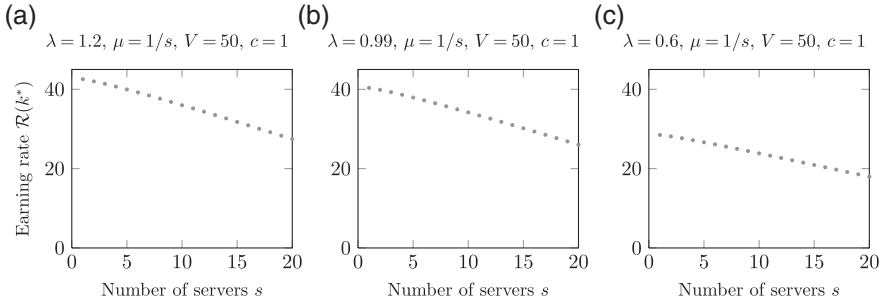 (a)
λ = 1.2, μ = 1/s, V = 50, c = 1
Earning rate R(k*)
40
20
0
0 5 10 15 20
Number of servers s
(b)
λ = 0.99, μ = 1/s, V = 50, c = 1
40
20
0
0 5 10 15 20
Number of servers s
(c)
λ = 0.6, μ = 1/s, V = 50, c = 1
40
20
0
0 5 10 15 20
Number of servers s